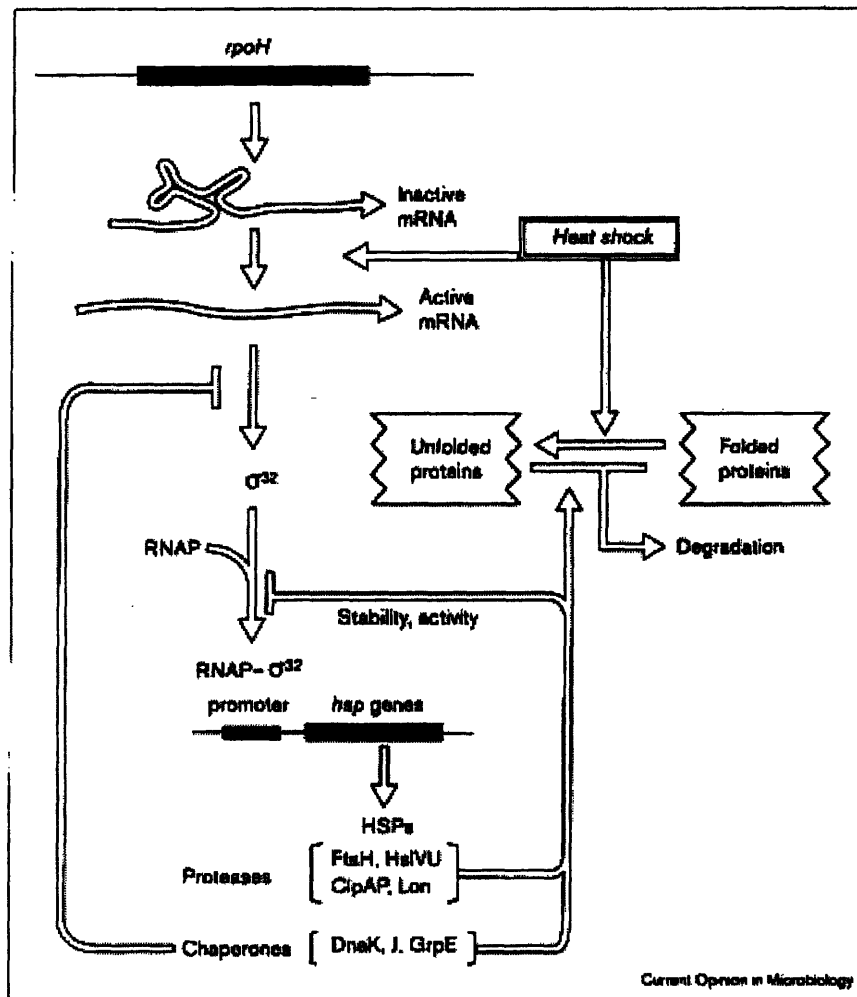 rpoH
Inactive
mRNA
Heat shock
Active
mRNA
Unfolded
proteins
Folded
proteins
σ32
RNAP
Degradation
Stability, activity
RNAP-σ32
promoter
hsp genes
HSPs
Proteases
FtsH, HslVU
ClpAP, Lon
Chaperones
DnaK, J. GrpE
Current Opinion in Microbiology